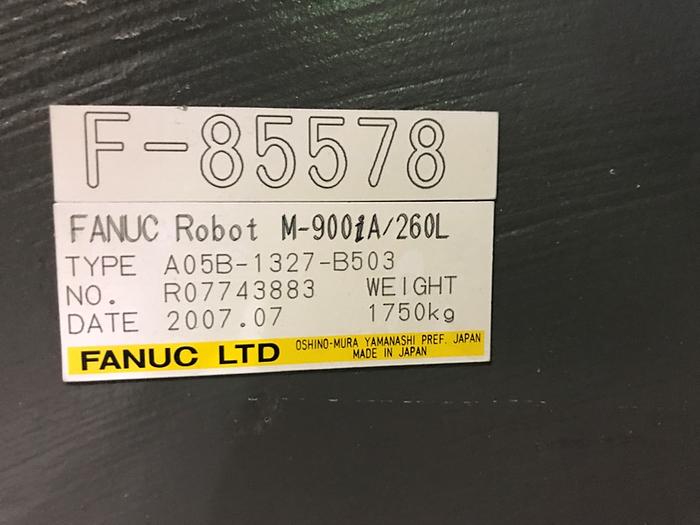 F-85578
FANUC Robot M-900iA/260L
TYPE A05B-1327-B503
NO. R07743883 WEIGHT
DATE 2007.07 1750kg
FANUC LTD OSHINO-MURA YAMANASHI PREF. JAPAN
MADE IN JAPAN